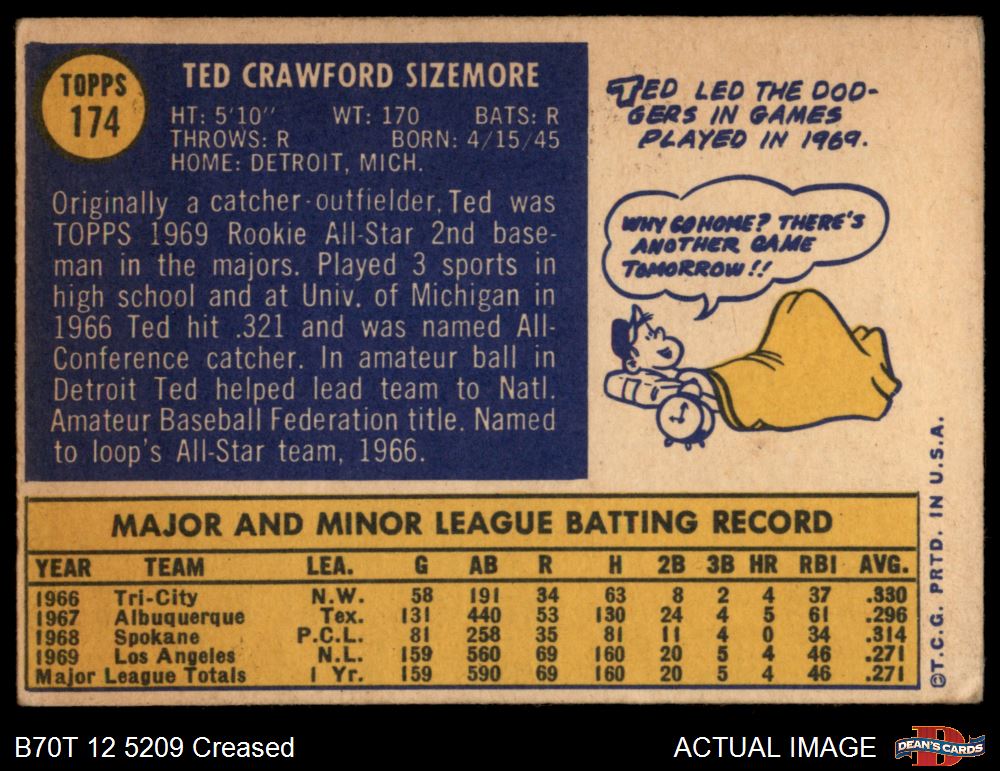 TOPPS
174
TED CRAWFORD SIZEMORE
HT: 5'10" WT: 170 BATS: R
THROWS: R BORN: 4/15/45
HOME: DETROIT, MICH.
Originally a catcher-outfielder, Ted was
TOPPS 1969 Rookie All-Star 2nd base-
man in the majors. Played 3 sports in
high school and at Univ. of Michigan in
1966 Ted hit .321 and was named All-
Conference catcher. In amateur ball in
Detroit Ted helped lead team to Natl.
Amateur Baseball Federation title. Named
to loop's All-Star team, 1966.
TED LED THE DOD-
GERS IN GAMES
PLAYED IN 1969.
WHY GO HOME? THERE'S
ANOTHER GAME
TOMORROW!!
MAJOR AND MINOR LEAGUE BATTING RECORD
YEAR TEAM LEA. G AB R H 2B 3B HR RBI AVG.
1966 Tri-City N.W. 58 191 34 63 8 2 4 37 .330
1967 Albuquerque Tex. 131 440 53 130 24 4 5 61 .296
1968 Spokane P.C.L. 81 258 35 81 11 4 0 34 .314
1969 Los Angeles N.L. 159 560 69 160 20 5 4 46 .271
Major League Totals 1 Yr. 159 590 69 160 20 5 4 46 .271
©T.C.G. PRTD. IN U.S.A.
B70T 12 5209 Creased
ACTUAL IMAGE
D
DEAN'S CARDS